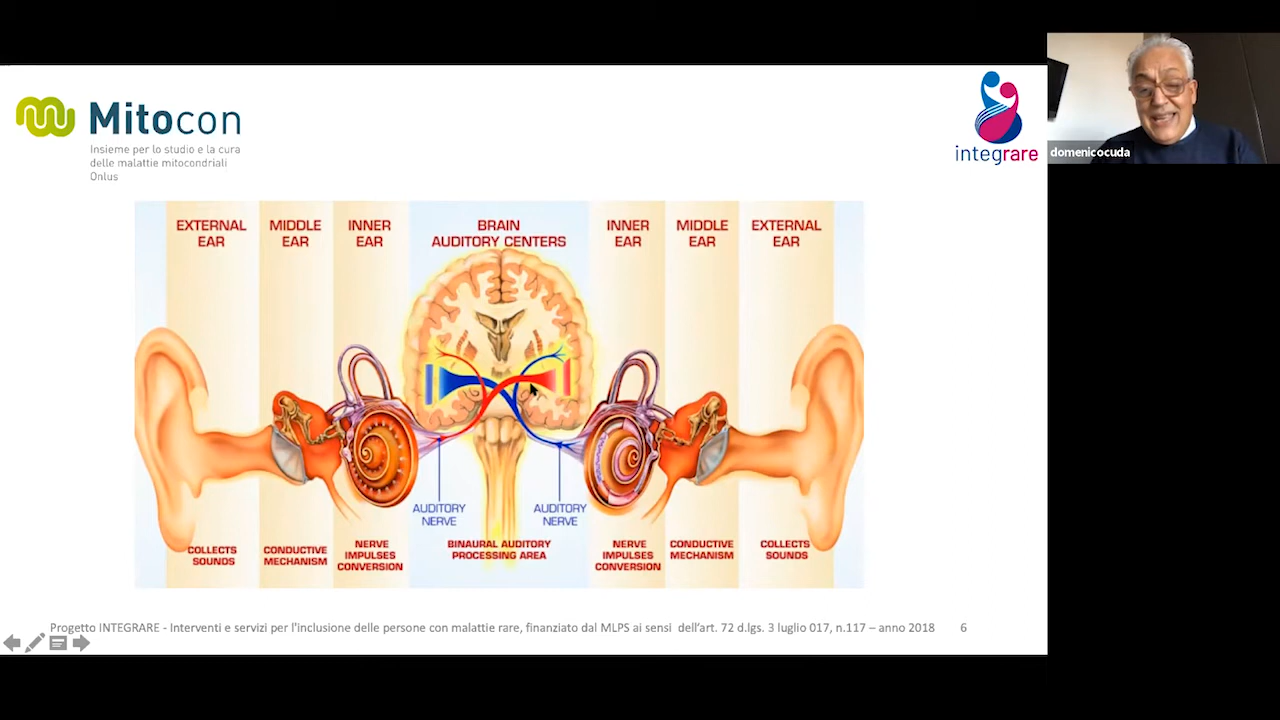 Mitocon
Insieme per lo studio e la cura
delle malattie mitocondriali
Onlus
integrare
domenicocuda
EXTERNAL
EAR
MIDDLE
EAR
INNER
EAR
BRAIN
AUDITORY CENTERS
INNER
EAR
MIDDLE
EAR
EXTERNAL
EAR
AUDITORY
NERVE
AUDITORY
NERVE
COLLECTS
SOUNDS
CONDUCTIVE
MECHANISM
NERVE
IMPULSES
CONVERSION
BINAURAL AUDITORY
PROCESSING AREA
NERVE
IMPULSES
CONVERSION
CONDUCTIVE
MECHANISM
COLLECTS
SOUNDS
Progetto INTEGRARE - Interventi e servizi per l'inclusione delle persone con malattie rare, finanziato dal MLPS ai sensi dell'art. 72 d.lgs. 3 luglio 017, n.117 – anno 2018
6